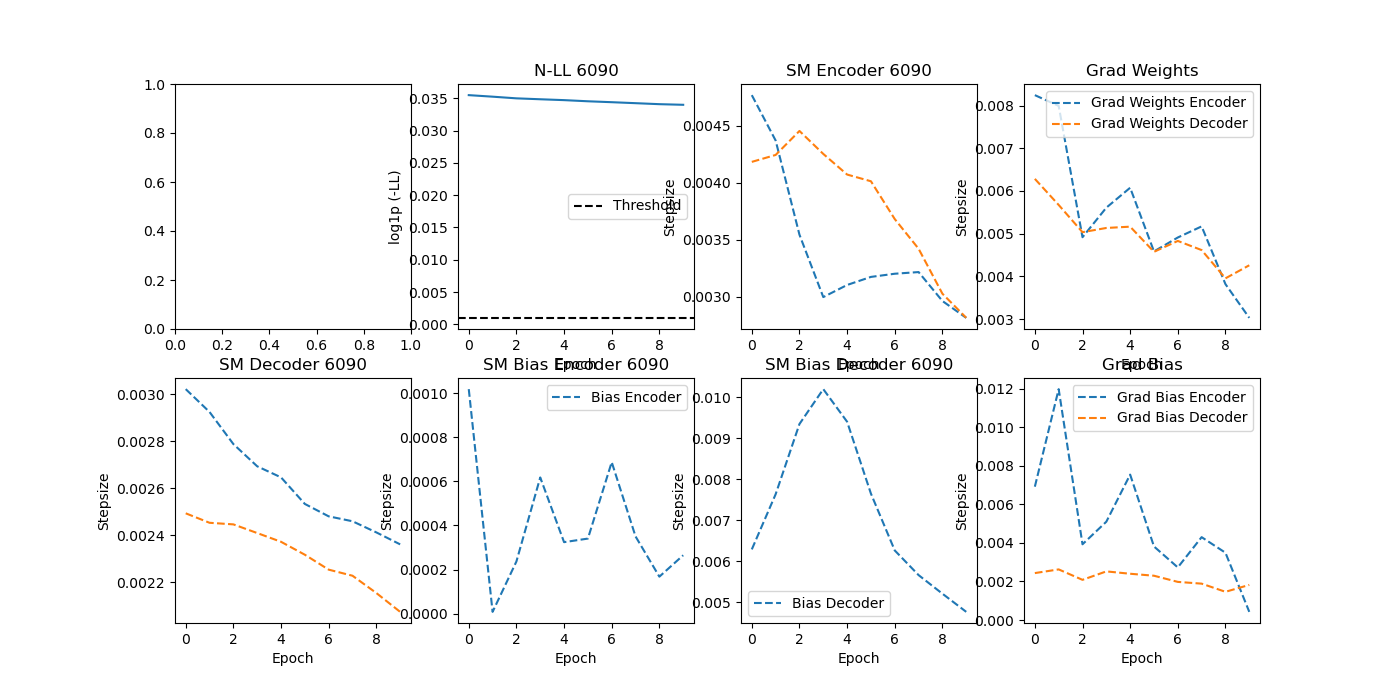 N-LL 6090
SM Encoder 6090
Grad Weights
1.0
0.8
0.6
0.4
0.2
0.0
0.0 0.2 0.4 0.6 0.8 1.0
log1p (-LL)
0.035
0.030
0.025
0.020
0.015
0.010
0.005
0.000
Threshold
0 2 4 6 8
Epoch
Stepsize
0.0045
0.0040
0.0035
0.0030
0 2 4 6 8
Epoch
Stepsize
0.008
0.007
0.006
0.005
0.004
0.003
Grad Weights Encoder
Grad Weights Decoder
0 2 4 6 8
Epoch
SM Decoder 6090
SM Bias Encoder 6090
SM Bias Decoder 6090
Grad Bias
Stepsize
0.0030
0.0028
0.0026
0.0024
0.0022
0 2 4 6 8
Epoch
Stepsize
0.0010
0.0008
0.0006
0.0004
0.0002
0.0000
Bias Encoder
0 2 4 6 8
Epoch
Stepsize
0.010
0.009
0.008
0.007
0.006
0.005
Bias Decoder
0 2 4 6 8
Epoch
Stepsize
0.012
0.010
0.008
0.006
0.004
0.002
0.000
Grad Bias Encoder
Grad Bias Decoder
0 2 4 6 8
Epoch